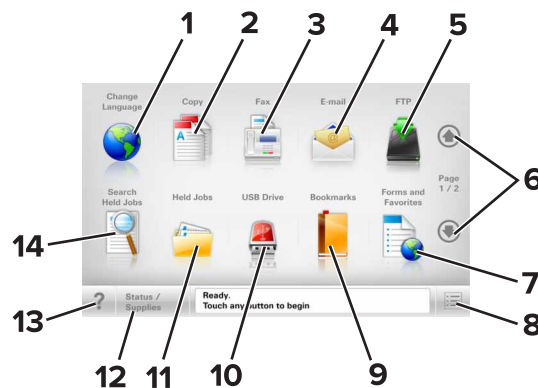 1 2 3 4 5
Change
Language
Copy
Fax
E-mail
FTP
@
A
6
Page
1 / 2
Search
Held Jobs
Held Jobs
USB Drive
Bookmarks
Forms and
Favorites
14
7
?
Status /
Supplies
Ready.
Touch any button to begin
13
12
11
10
9
8